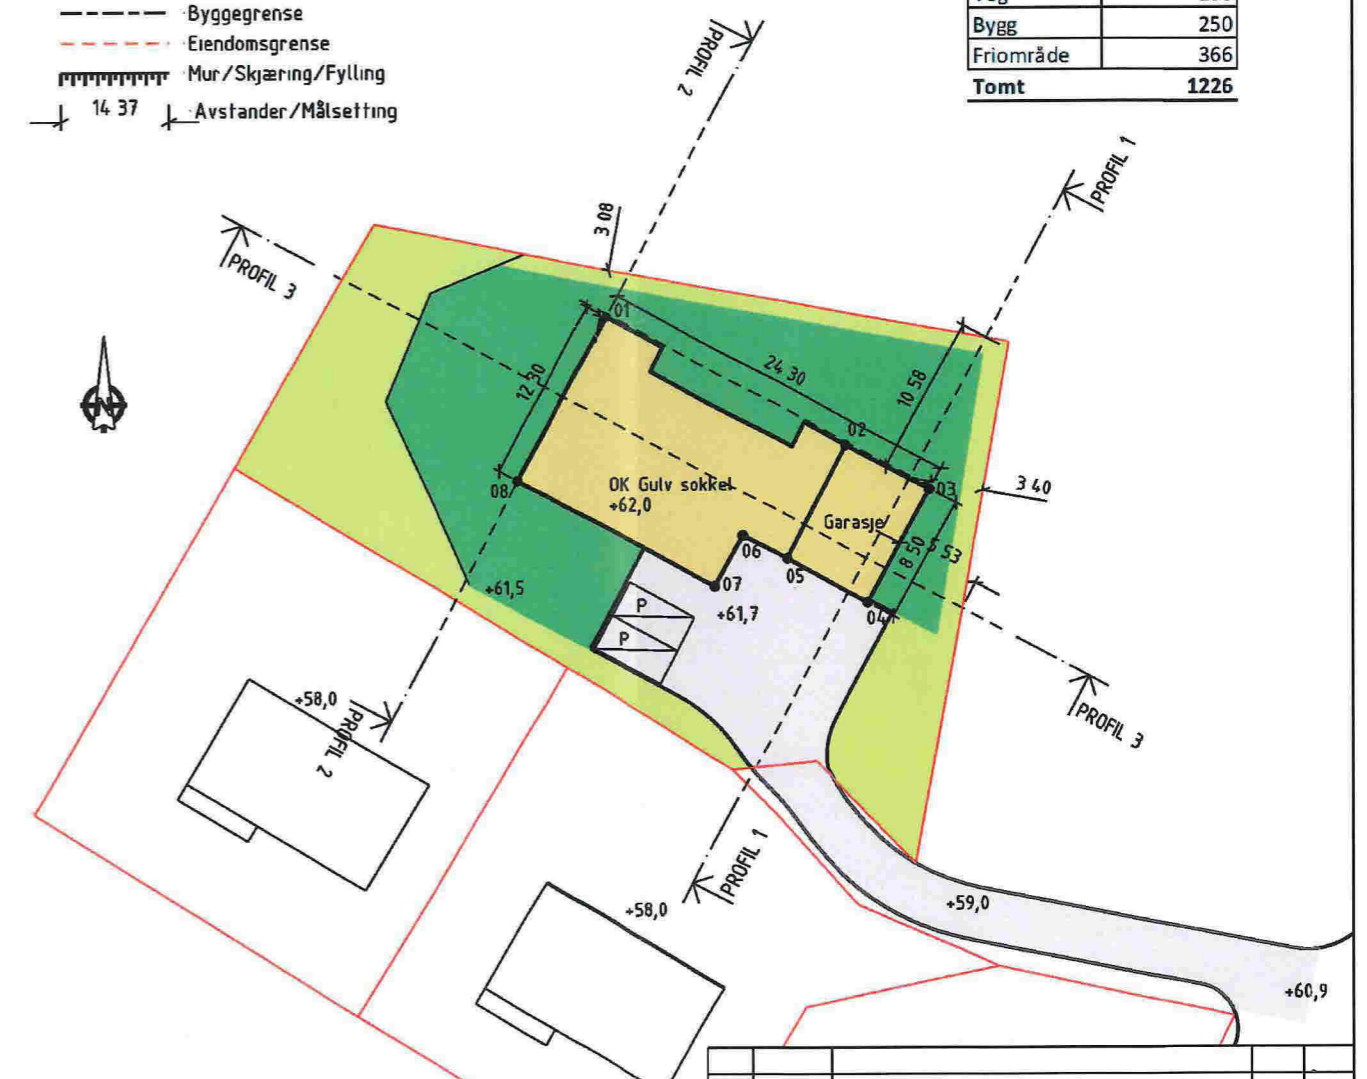 Byggegrense
Eiendomsgrense
Mur/Skjæring/Fylling
14 37 Avstander/Målsetting
Bygg 250
Friområde 366
Tomt 1226
PROFIL 2
PROFIL 1
3 08
PROFIL 3
01
24 30
10 58
12 30
N
02
03
3 40
08
OK Gulv sokkel
+62,0
Garasje
8 50
5 53
06
05
07
04
+61,5
+61,7
P
P
+58,0
PROFIL 2
PROFIL 3
PROFIL 1
+58,0
+59,0
+60,9